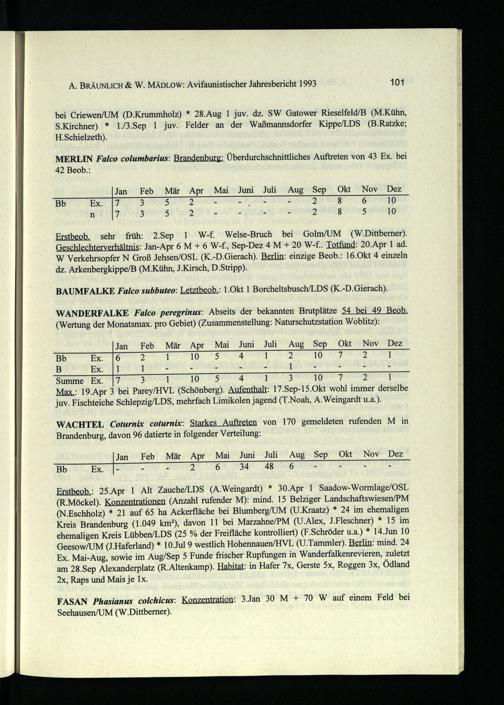 A. BRÄUNLICH & W. MÄDLOW: Avifaunistischer Jahresbericht 1993 101
bei Criewen/UM (D.Krummholz) * 28.Aug 1 juv. dz. SW Gatower Rieselfeld/B (M.Kühn,
S.Kirchner) * 1./3.Sep 1 juv. Felder an der Waßmannsdorfer Kippe/LDS (B.Ratzke;
H.Schielzeth).
MERLIN Falco columbarius: Brandenburg: Überdurchschnittliches Auftreten von 43 Ex. bei
42 Beob.:
Jan Feb Mär Apr Mai Juni Juli Aug Sep Okt Nov Dez
Bb Ex. 7 3 5 2 - - - - 2 8 6 10
n 7 3 5 2 - - - - 2 8 5 10
Erstbeob. sehr früh: 2.Sep 1 W-f. Welse-Bruch bei Golm/UM (W.Dittberner).
Geschlechterverhältnis: Jan-Apr 6 M + 6 W-f., Sep-Dez 4 M + 20 W-f.. Totfund: 20.Apr 1 ad.
W Verkehrsopfer N Groß Jehsen/OSL (K.-D.Gierach). Berlin: einzige Beob.: 16.Okt 4 einzeln
dz. Arkenbergkippe/B (M.Kühn, J.Kirsch, D.Stripp).
BAUMFALKE Falco subbuteo: Letztbeob.: 1.Okt 1 Borcheltsbusch/LDS (K.-D.Gierach).
WANDERFALKE Falco peregrinus: Abseits der bekannten Brutplätze 54 bei 49 Beob.
(Wertung der Monatsmax. pro Gebiet) (Zusammenstellung: Naturschutzstation Woblitz):
Jan Feb Mär Apr Mai Juni Juli Aug Sep Okt Nov Dez
Bb Ex. 6 2 1 10 5 4 1 2 10 7 2 1
B Ex. 1 1 - - - - - 1 - - - -
Summe Ex. 7 3 1 10 5 4 1 3 10 7 2 1
Max.: 19.Apr 3 bei Parey/HVL (Schönberg). Aufenthalt: 17.Sep-15.Okt wohl immer derselbe
juv. Fischteiche Schlepzig/LDS, mehrfach Limikolen jagend (T.Noah, A.Weingardt u.a.).
WACHTEL Coturnix coturnix: Starkes Auftreten von 170 gemeldeten rufenden M in
Brandenburg, davon 96 datierte in folgender Verteilung:
Jan Feb Mär Apr Mai Juni Juli Aug Sep Okt Nov Dez
Bb Ex. - - - 2 6 34 48 6 - - - -
Erstbeob.: 25.Apr 1 Alt Zauche/LDS (A.Weingardt) * 30.Apr 1 Saadow-Wormlage/OSL
(R.Möckel). Konzentrationen (Anzahl rufender M): mind. 15 Belziger Landschaftswiesen/PM
(N.Eschholz) * 21 auf 65 ha Ackerfläche bei Blumberg/UM (U.Kraatz) * 24 im ehemaligen
Kreis Brandenburg (1.049 km²), davon 11 bei Marzahne/PM (U.Alex, J.Fleschner) * 15 im
ehemaligen Kreis Lübben/LDS (25 % der Freifläche kontrolliert) (F.Schröder u.a.) * 14.Jun 10
Geesow/UM (J.Haferland) * 10.Jul 9 westlich Hohennauen/HVL (U.Tammler). Berlin: mind. 24
Ex. Mai-Aug, sowie im Aug/Sep 5 Funde frischer Rupfungen in Wanderfalkenrevieren, zuletzt
am 28.Sep Alexanderplatz (R.Altenkamp). Habitat: in Hafer 7x, Gerste 5x, Roggen 3x, Ödland
2x, Raps und Mais je 1x.
FASAN Phasianus colchicus: Konzentration: 3.Jan 30 M + 70 W auf einem Feld bei
Seehausen/UM (W.Dittberner).